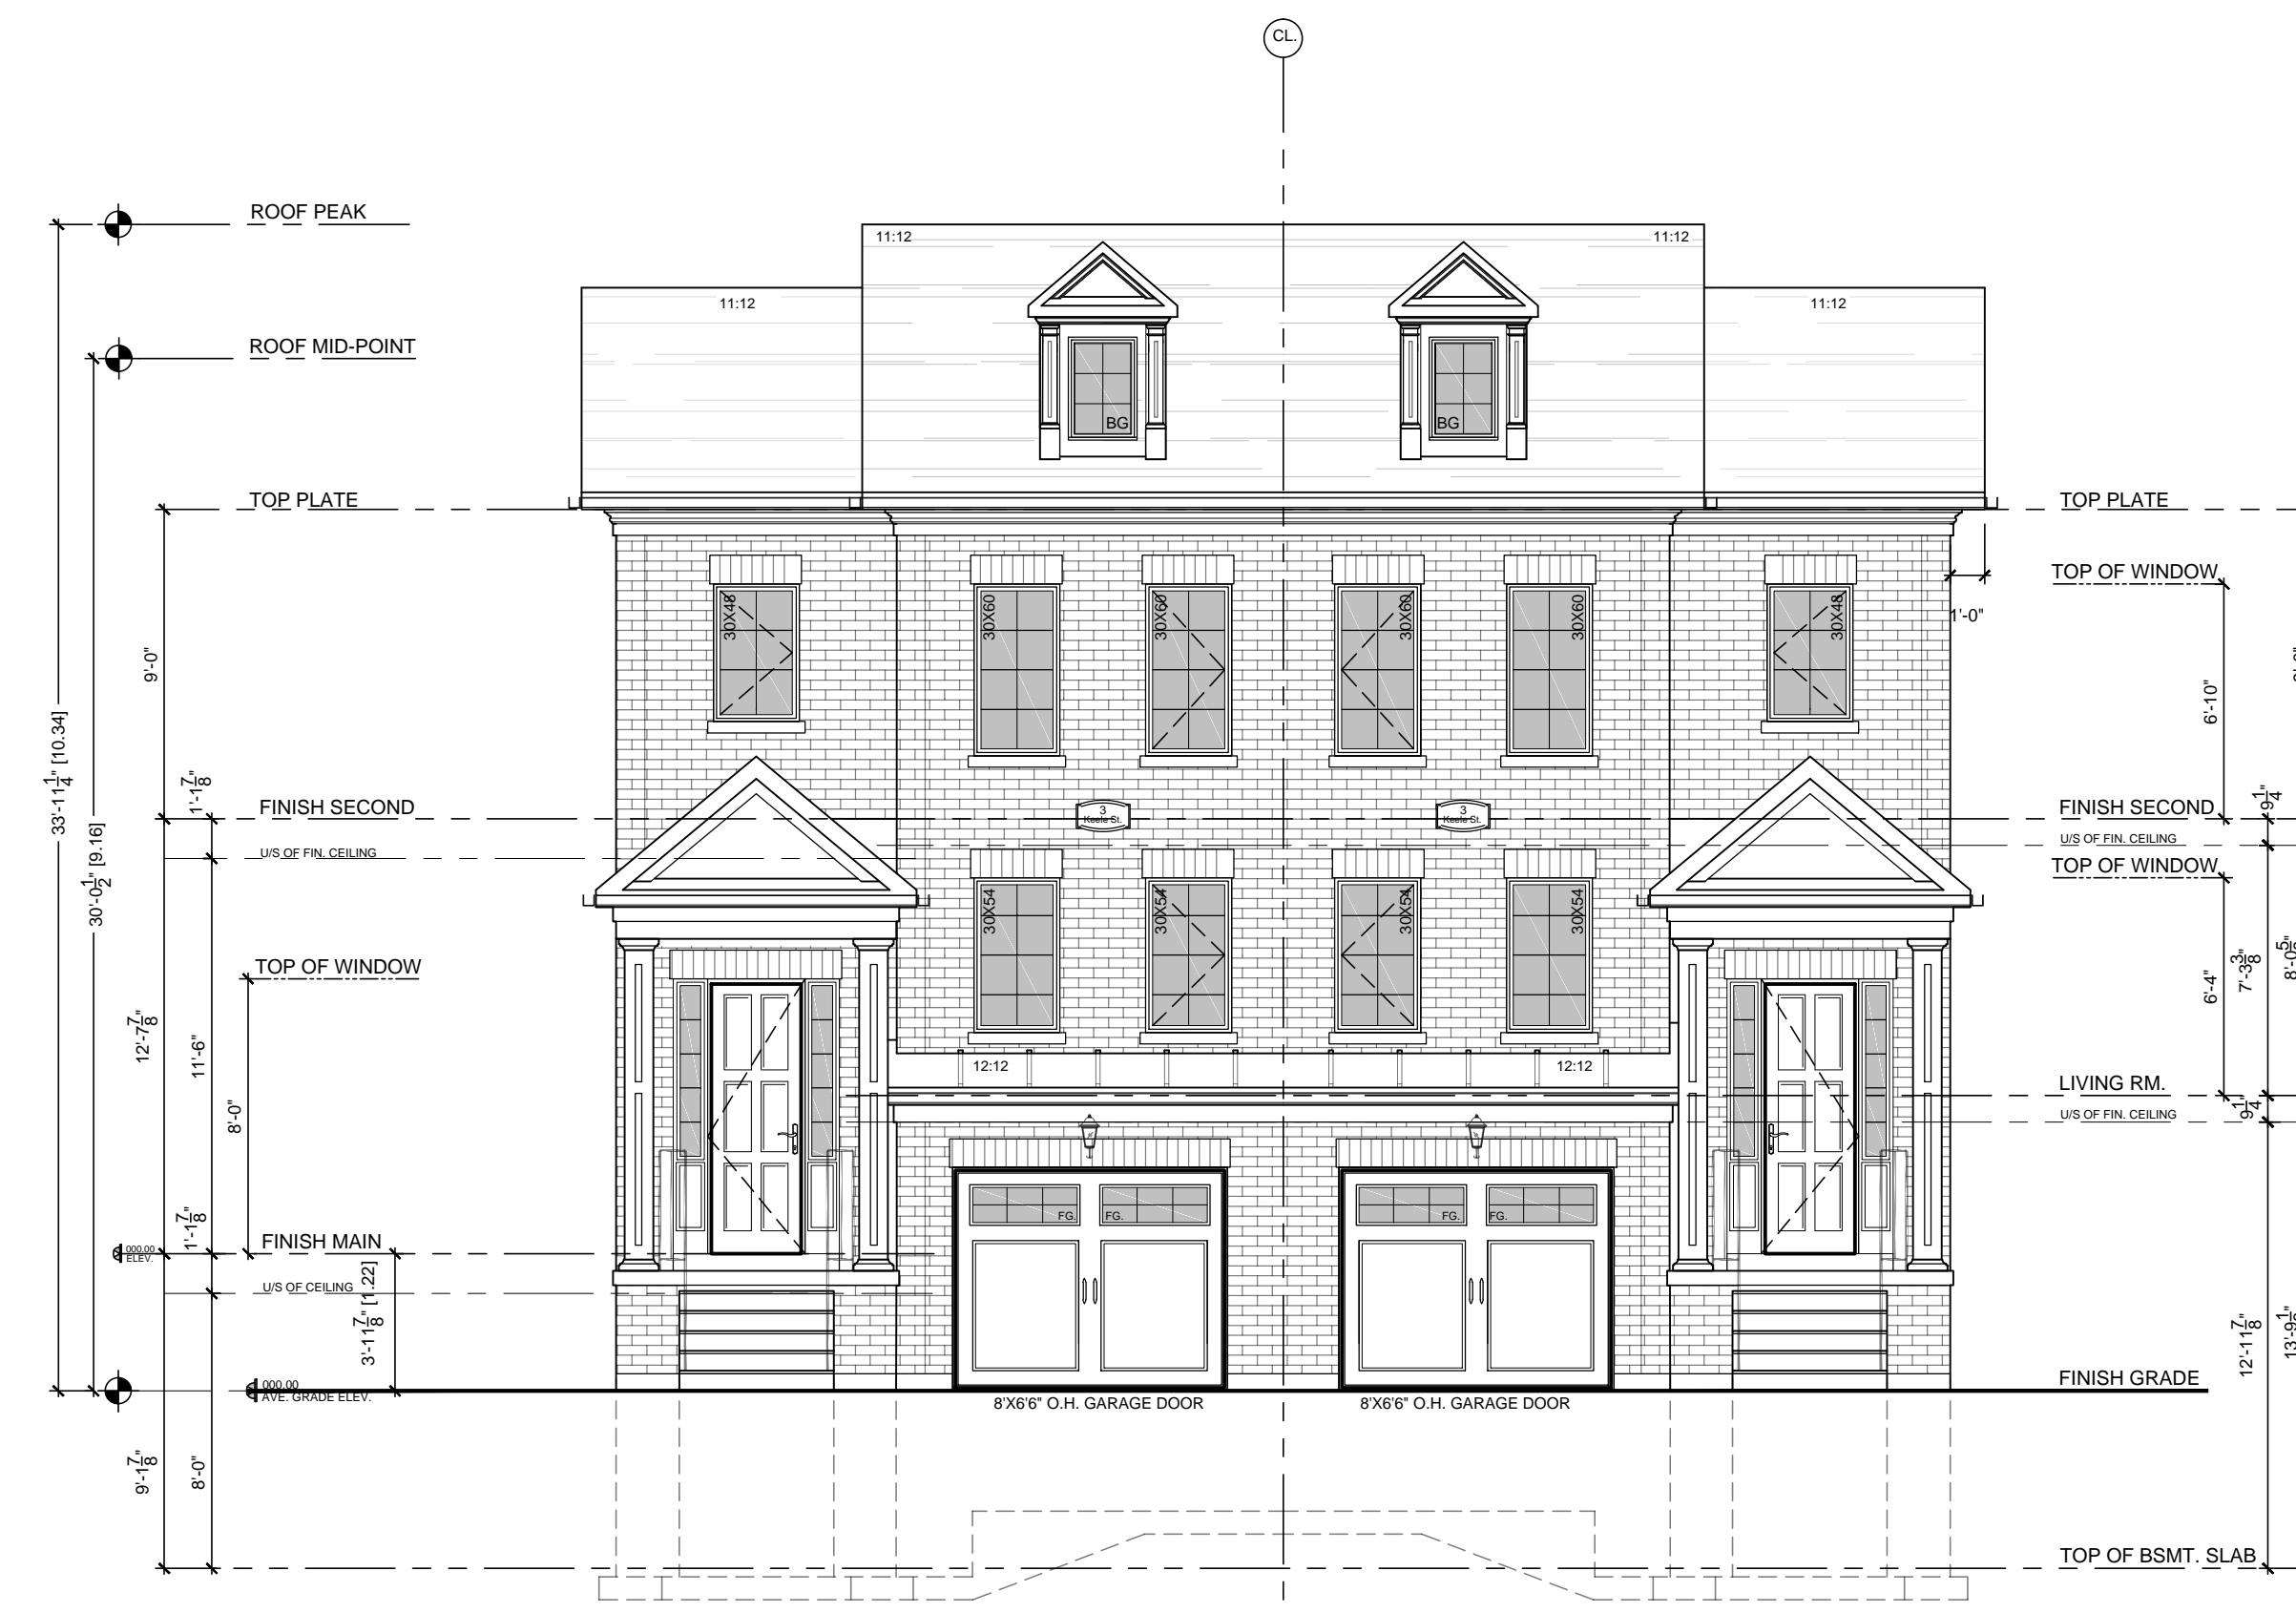 CL.
ROOF PEAK
11:12
11:12
11:12
11:12
ROOF MID-POINT
BG
BG
TOP PLATE
TOP PLATE
TOP OF WINDOW
30X48
30X60
30X60
30X60
30X60
30X48
1'-0"
9'-0"
6'-10"
33'-11 1/4" [10.34]
1'-1 7/8"
30'-0 1/2" [9.16]
FINISH SECOND
3
Keele St.
3
Keele St.
FINISH SECOND
9 1/4"
U/S OF FIN. CEILING
U/S OF FIN. CEILING
TOP OF WINDOW
30X54
30X54
30X54
30X54
TOP OF WINDOW
12'-7 7/8"
11'-6"
8'-0"
6'-4"
7'-3 3/8"
12:12
12:12
LIVING RM.
9 1/4"
U/S OF FIN. CEILING
1'-1 7/8"
FG.
FG.
FG.
FG.
FINISH MAIN
000.00
ELEV.
U/S OF CEILING
3'-11 7/8" [1.22]
12'-11 7/8"
000.00
AVE. GRADE ELEV.
FINISH GRADE
8'X6'6" O.H. GARAGE DOOR
8'X6'6" O.H. GARAGE DOOR
9'-1 7/8"
8'-0"
TOP OF BSMT. SLAB